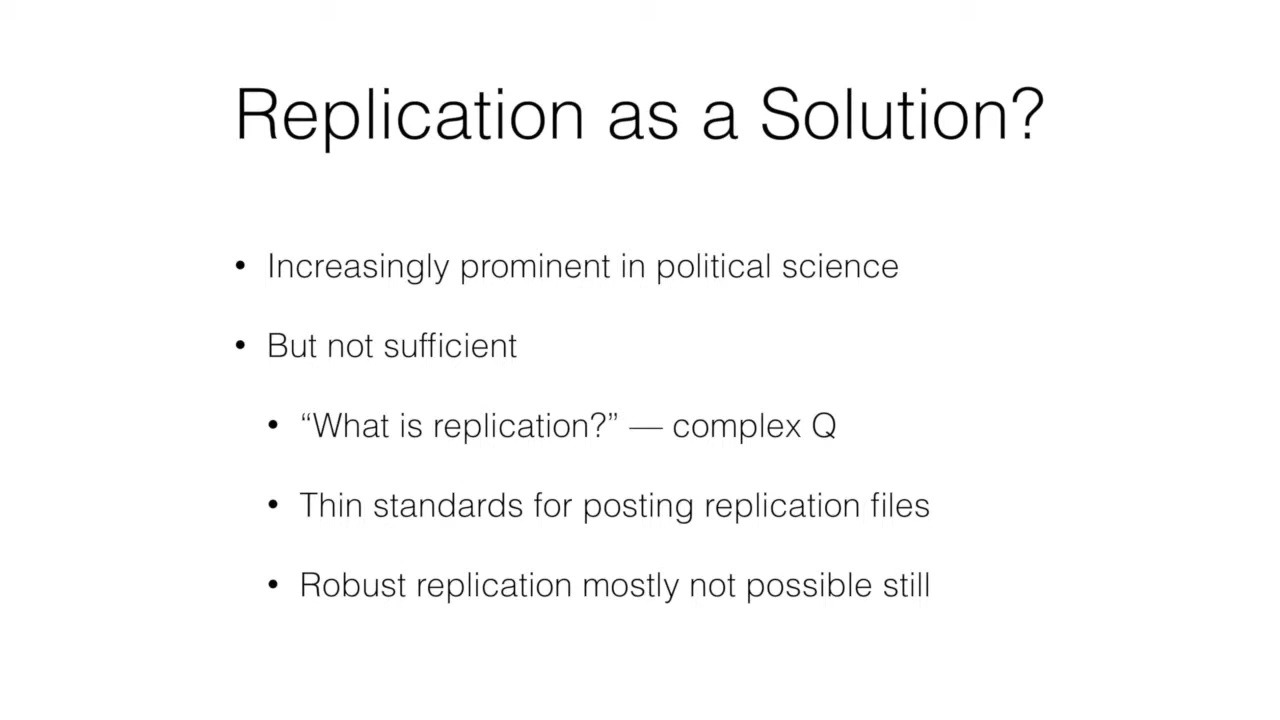 Replication as a Solution?
• Increasingly prominent in political science
• But not sufficient
• “What is replication?” — complex Q
• Thin standards for posting replication files
• Robust replication mostly not possible still